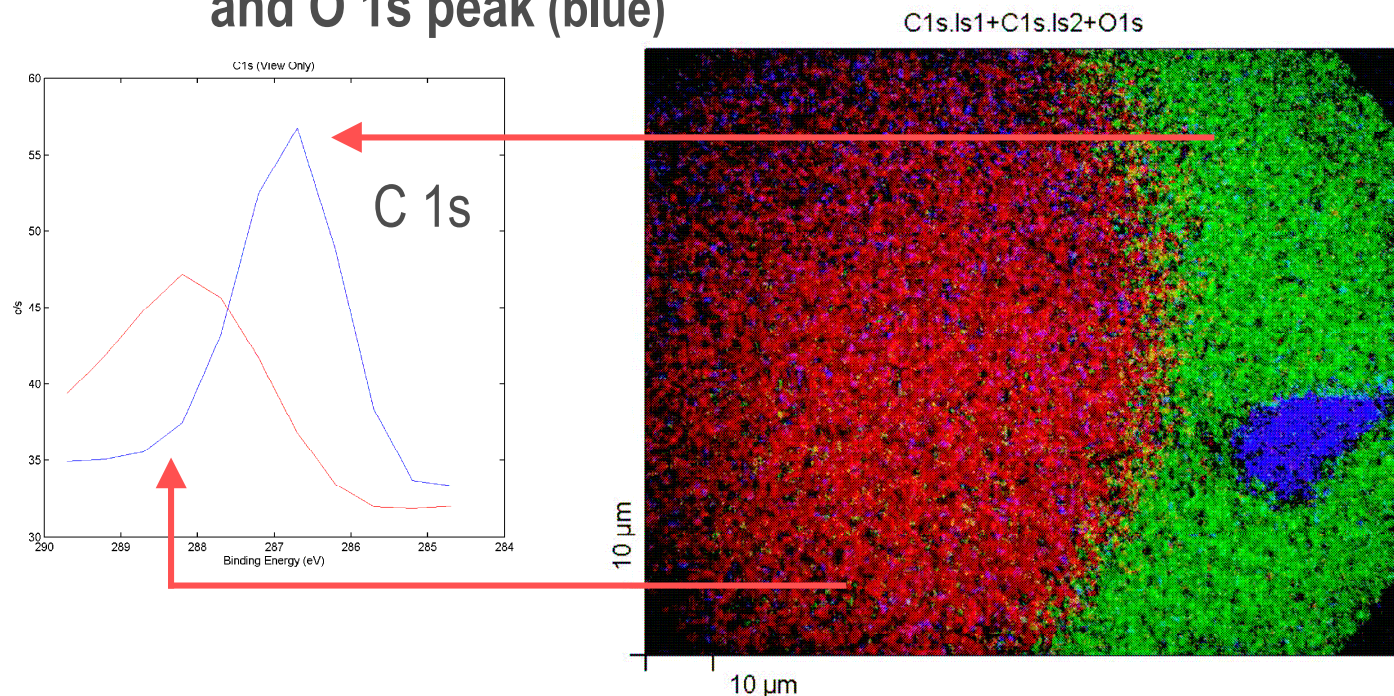 and O 1s peak (blue)
C1s.ls1+C1s.ls2+O1s
C1s (View Only)
60
55
50
45
40
35
30
c/s
C 1s
290
289
288
287
286
285
284
Binding Energy (eV)
10 µm
10 µm